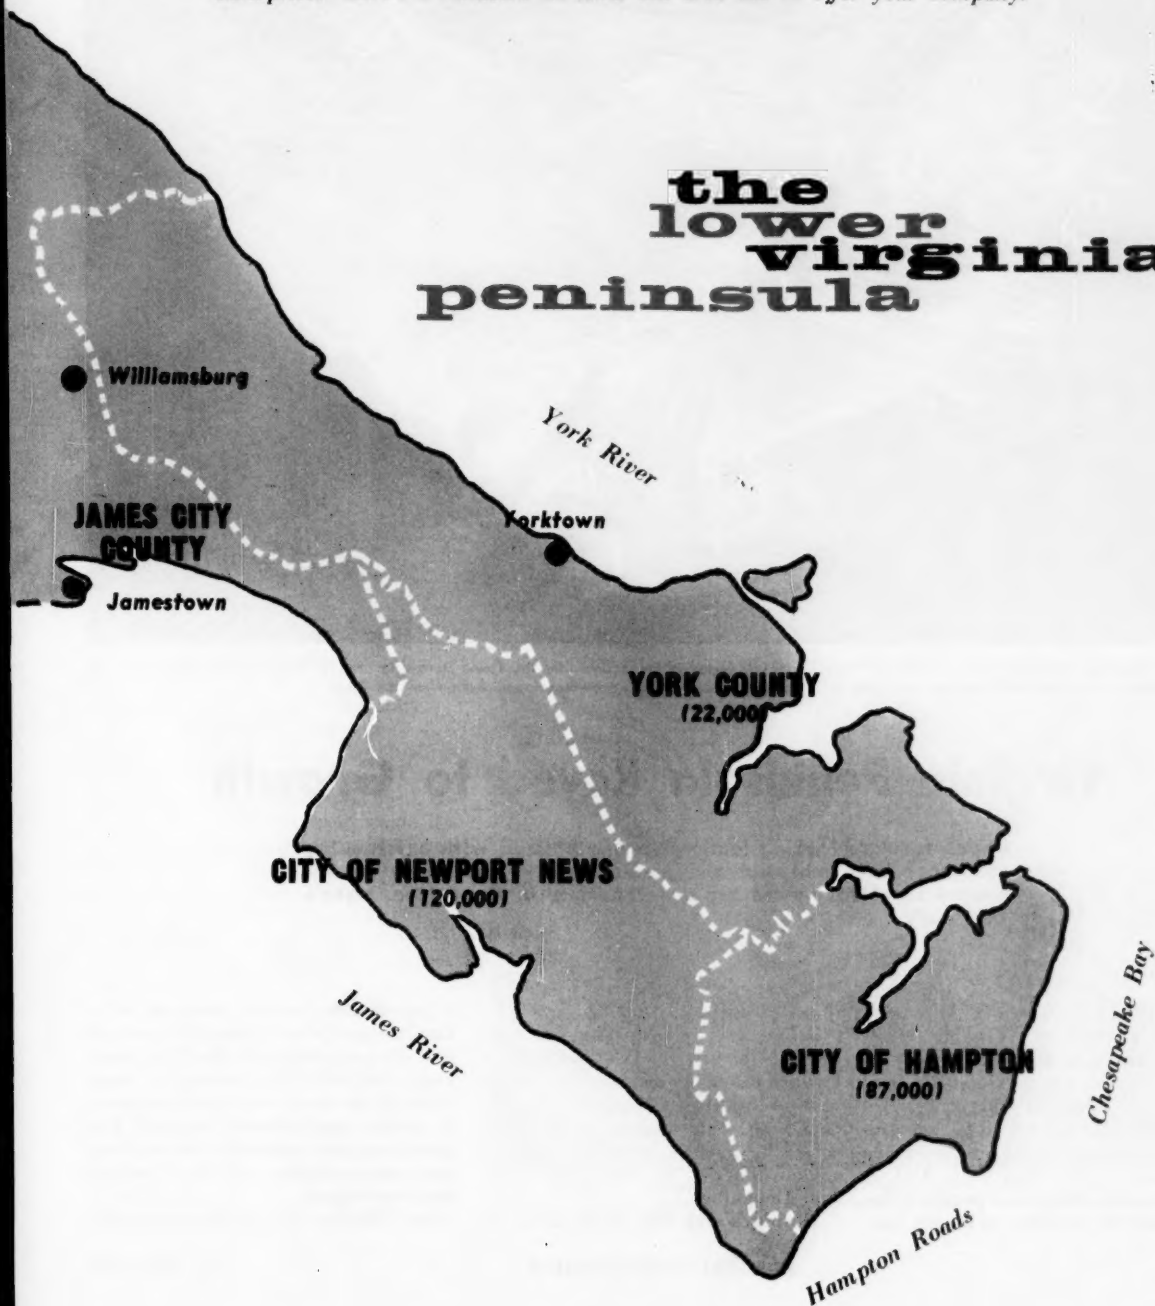 the
lower
virginia
peninsula
Williamsburg
York River
JAMES CITY
COUNTY
Yorktown
Jamestown
YORK COUNTY
(22,000)
CITY OF NEWPORT NEWS
(120,000)
James River
Chesapeake Bay
CITY OF HAMPTON
(87,000)
Hampton Roads